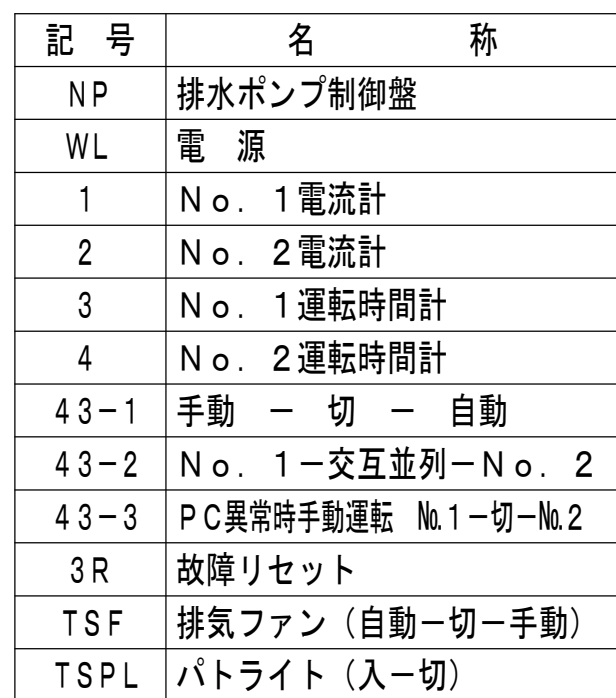 記　号　名　称
NP　排水ポンプ制御盤
WL　電　源
1　No．1電流計
2　No．2電流計
3　No．1運転時間計
4　No．2運転時間計
43－1　手動　－　切　－　自動
43－2　No．1－交互並列－No．2
43－3　PC異常時手動運転　№1－切－№2
3R　故障リセット
TSF　排気ファン（自動－切－手動）
TSPL　パトライト（入－切）